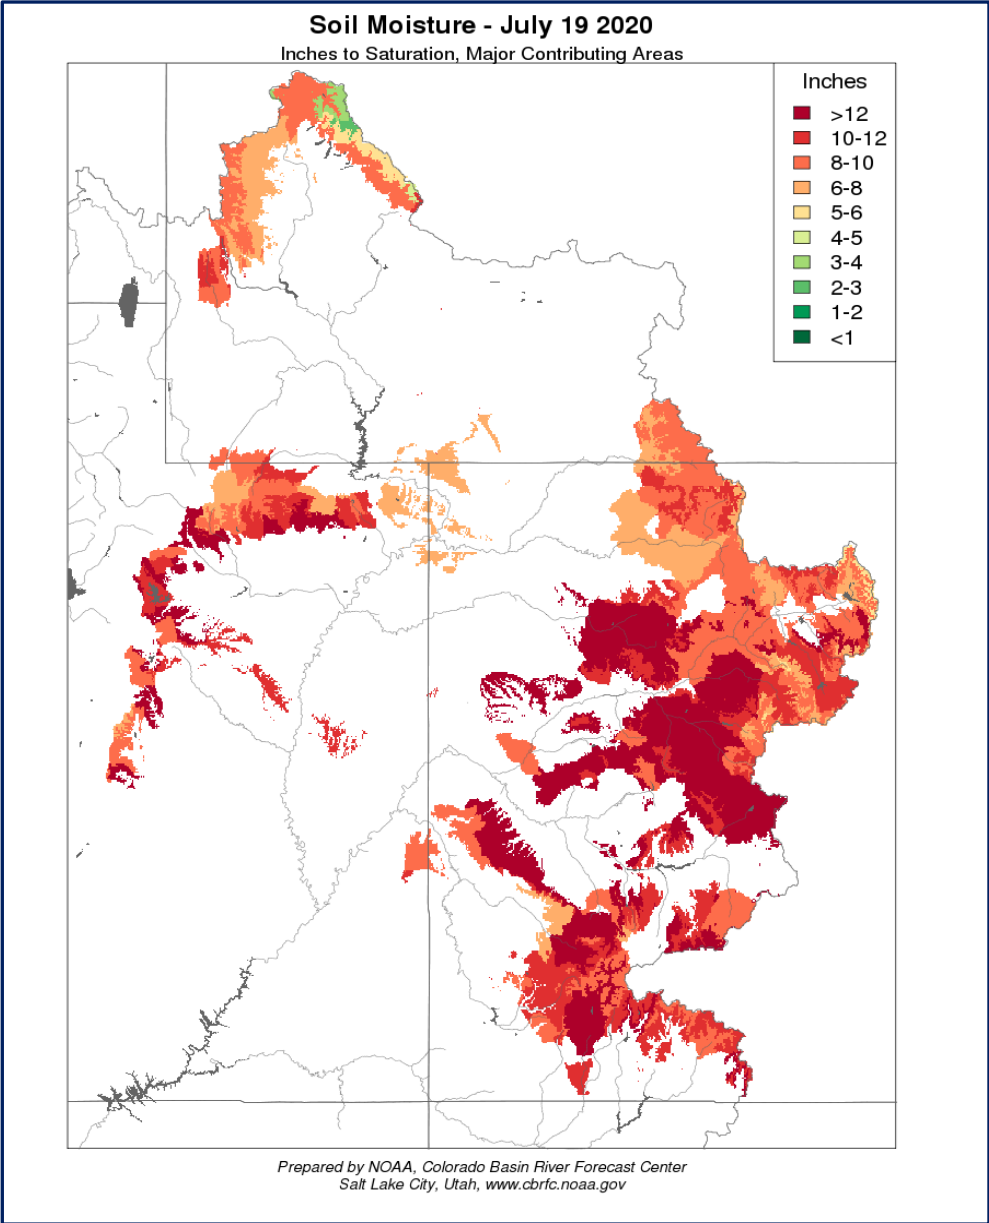 Soil Moisture - July 19 2020
Inches to Saturation, Major Contributing Areas
Inches
>12
10-12
8-10
6-8
5-6
4-5
3-4
2-3
1-2
<1
Prepared by NOAA, Colorado Basin River Forecast Center
Salt Lake City, Utah, www.cbrfc.noaa.gov